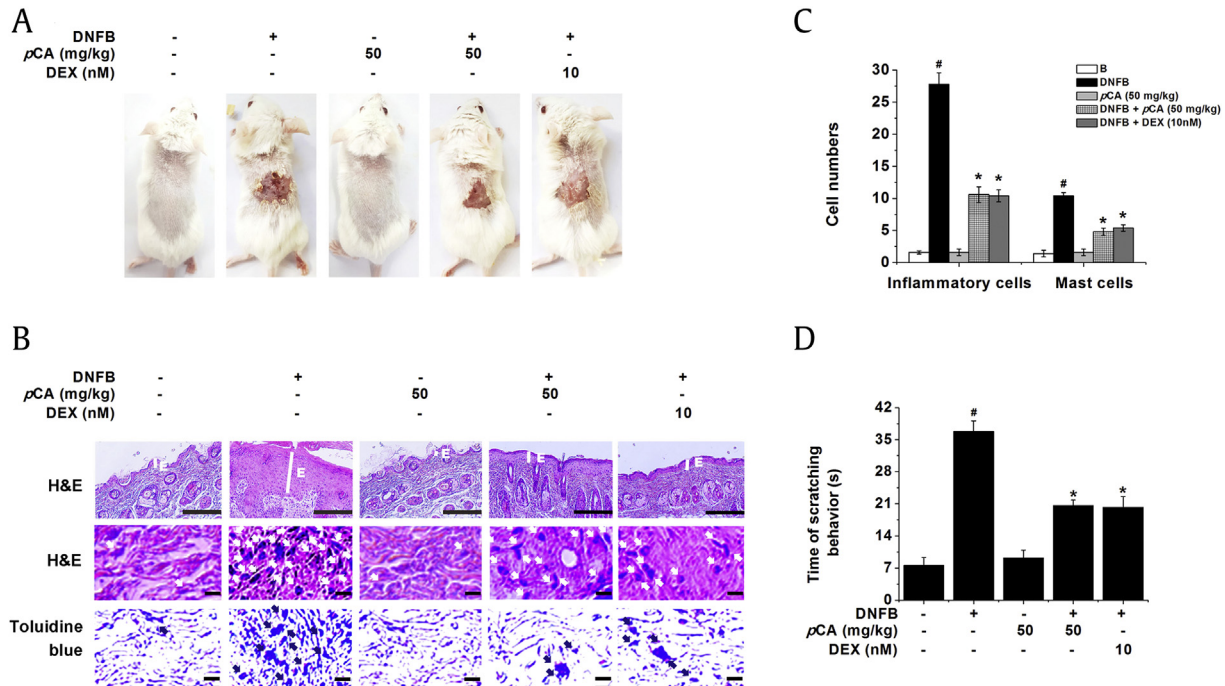 A
DNFB - + - + +
pCA (mg/kg) - - 50 50 -
DEX (nM) - - - - 10
B
DNFB - + - + +
pCA (mg/kg) - - 50 50 -
DEX (nM) - - - - 10
H&E
E E E E E
H&E
Toluidine
blue
C
B
DNFB
pCA (50 mg/kg)
DNFB + pCA (50 mg/kg)
DNFB + DEX (10nM)
Cell numbers
30
25
20
15
10
5
0
# * * # * *
Inflammatory cells Mast cells
D
Time of scratching
behavior (s)
42
35
28
21
14
7
0
# * *
DNFB - + - + +
pCA (mg/kg) - - 50 50 -
DEX (nM) - - - - 10